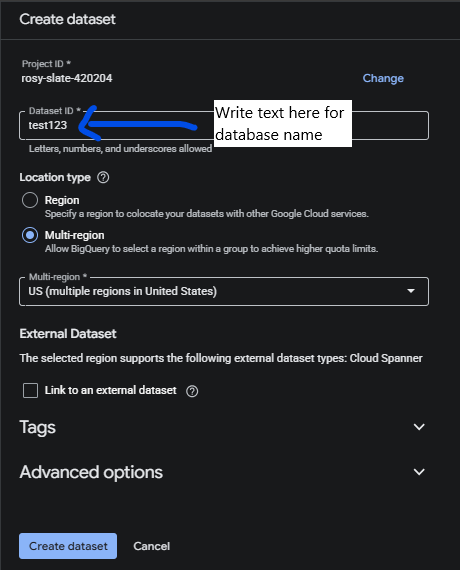 Create dataset
Project ID *
rosy-slate-420204
Change
Dataset ID *
test123
Write text here for
database name
Letters, numbers, and underscores allowed
Location type
Region
Specify a region to colocate your datasets with other Google Cloud services.
Multi-region
Allow BigQuery to select a region within a group to achieve higher quota limits.
Multi-region *
US (multiple regions in United States)
External Dataset
The selected region supports the following external dataset types: Cloud Spanner
Link to an external dataset
Tags
Advanced options
Create dataset
Cancel